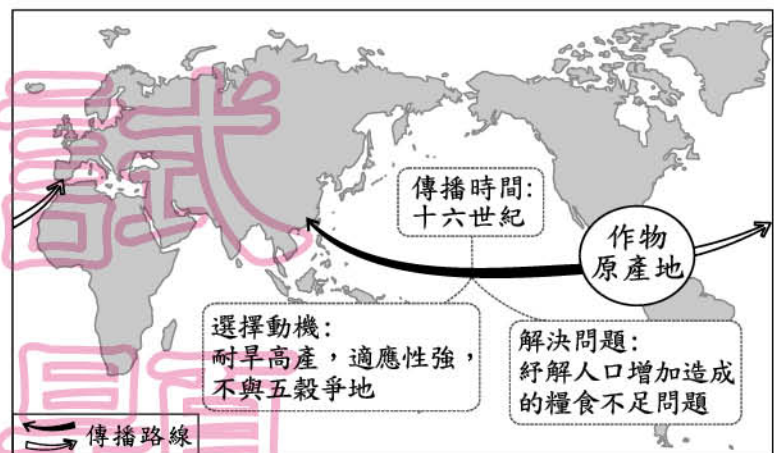 傳播時間:
十六世紀
作物
原產地
選擇動機:
耐旱高產，適應性強，
不與五穀爭地
解決問題:
紓解人口增加造成
的糧食不足問題
傳播路線
試